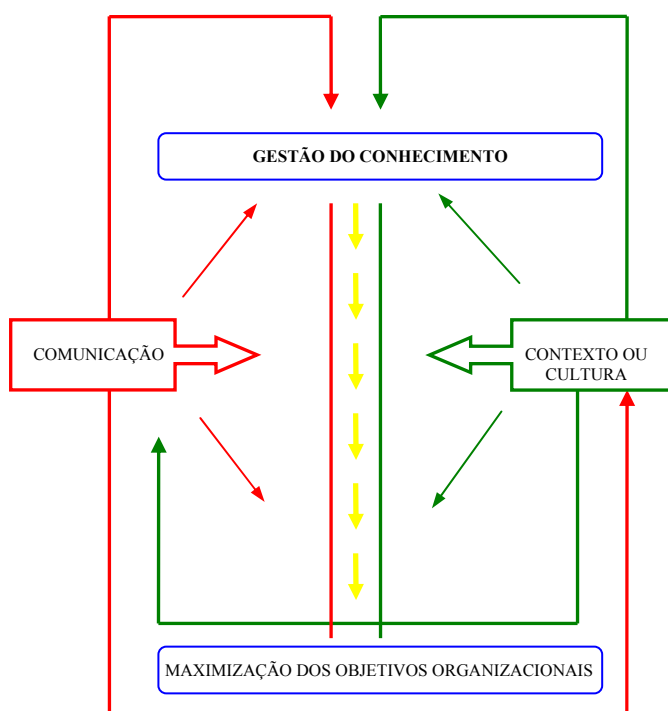 GESTÃO DO CONHECIMENTO
COMUNICAÇÃO
CONTEXTO OU
CULTURA
MAXIMIZAÇÃO DOS OBJETIVOS ORGANIZACIONAIS